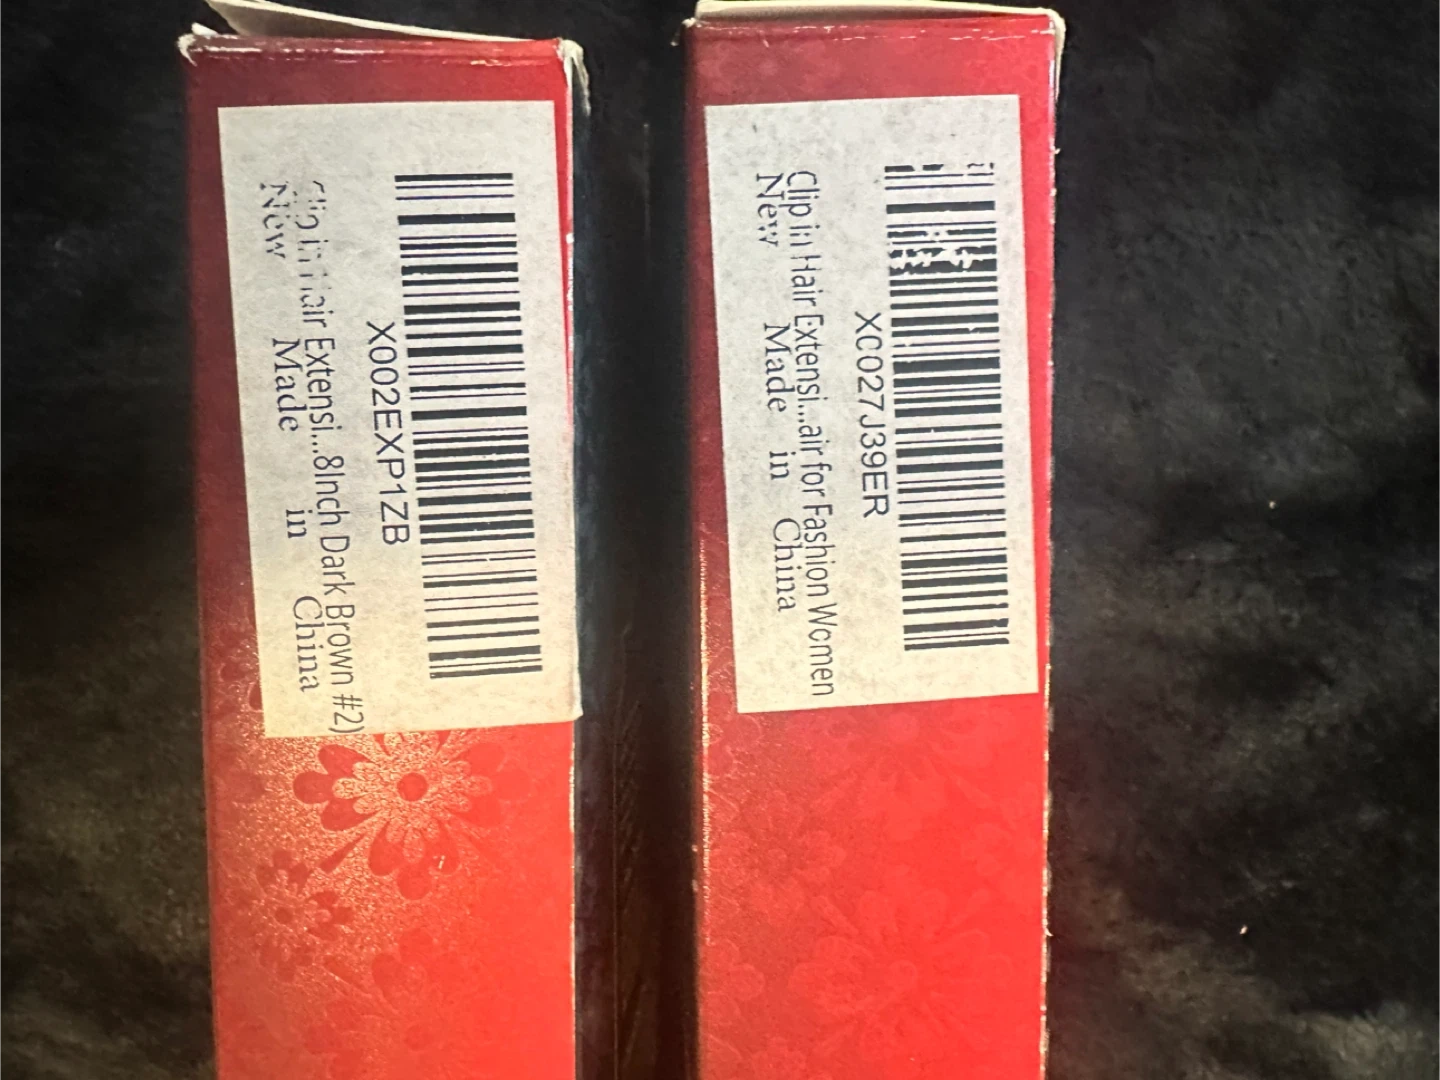 X002EXP1ZB
Clip in Hair Extensi...8Inch Dark Brown #2)
New
Made in China
X0027J39ER
Clip in Hair Extensi...air for Fashion Women
New
Made in China